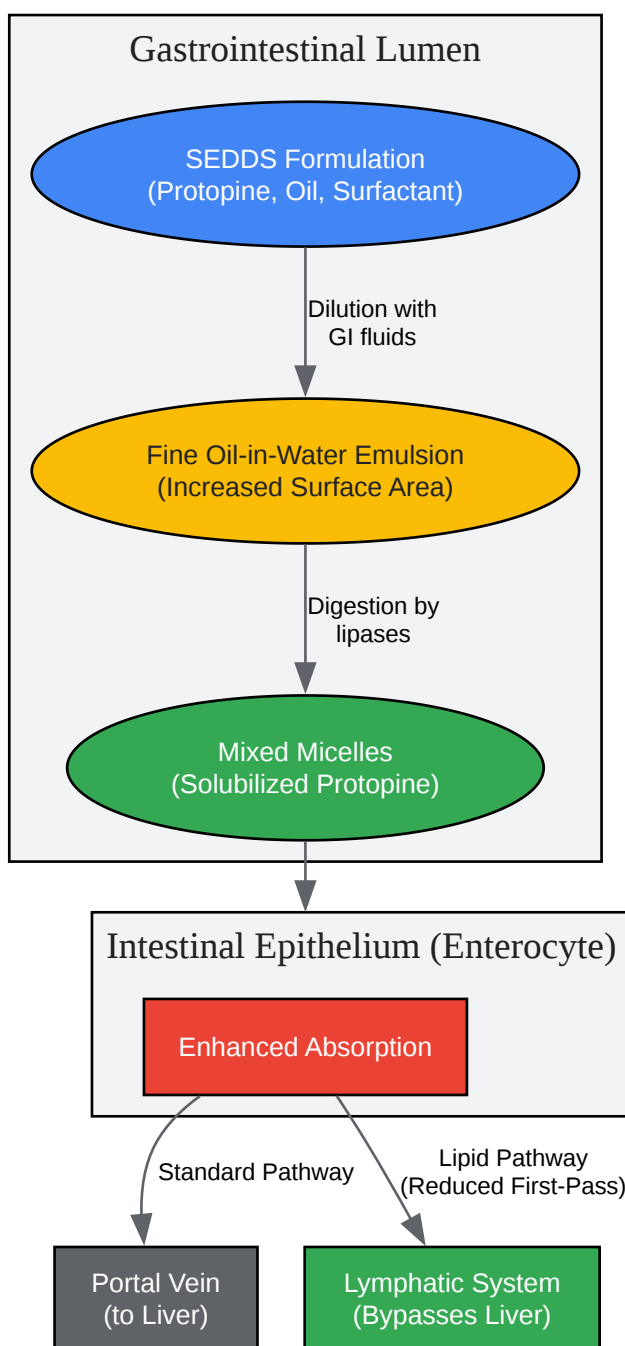 Gastrointestinal Lumen
SEDDS Formulation
(Protopine, Oil, Surfactant)
Dilution with
GI fluids
Fine Oil-in-Water Emulsion
(Increased Surface Area)
Digestion by
lipases
Mixed Micelles
(Solubilized Protopine)
Intestinal Epithelium (Enterocyte)
Enhanced Absorption
Standard Pathway
Lipid Pathway
(Reduced First-Pass)
Portal Vein
(to Liver)
Lymphatic System
(Bypasses Liver)